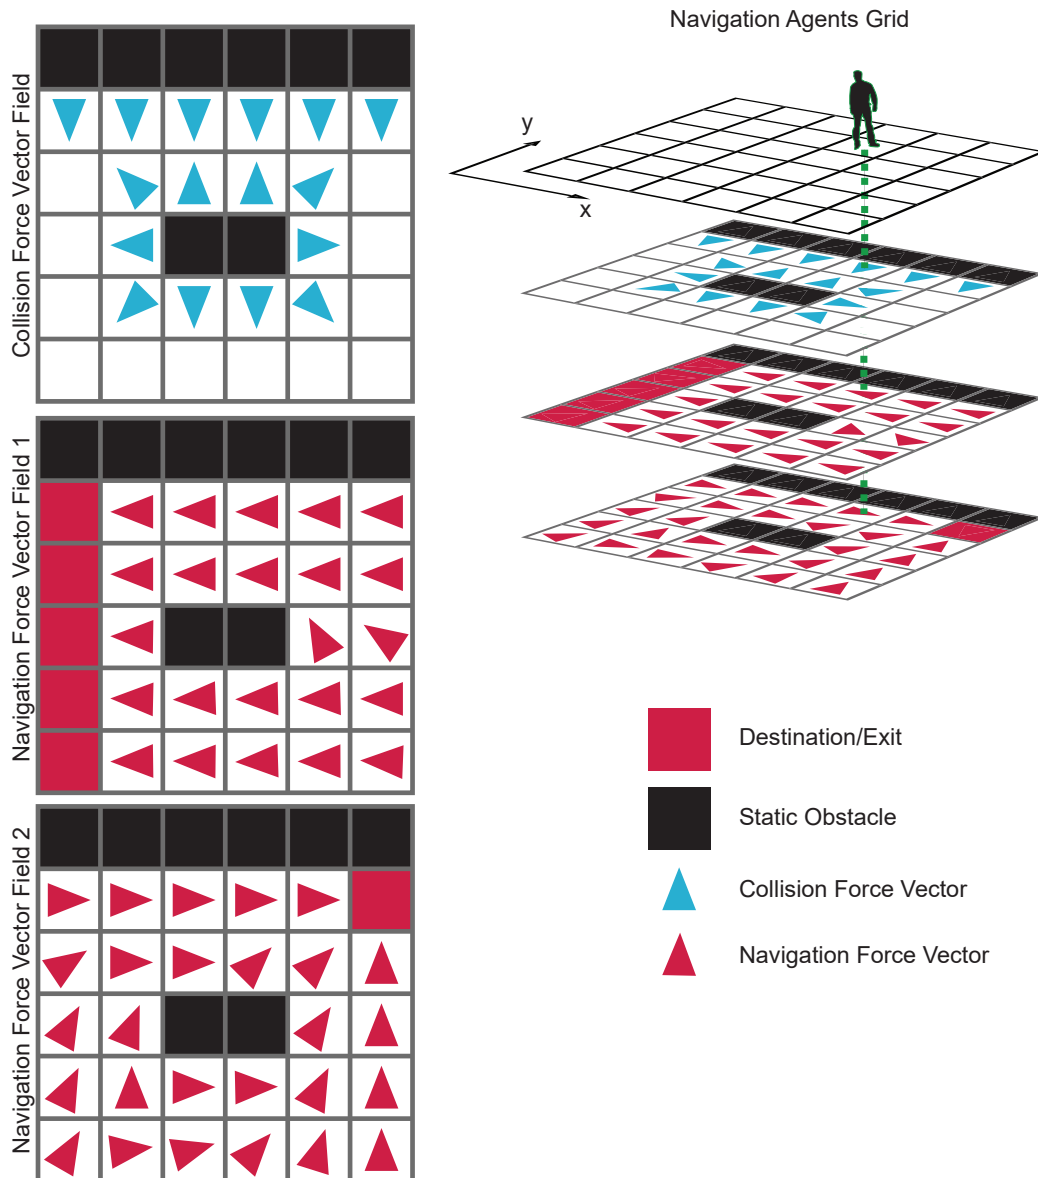 Navigation Agents Grid
y
x
Collision Force Vector Field
Navigation Force Vector Field 1
Navigation Force Vector Field 2
Destination/Exit
Static Obstacle
Collision Force Vector
Navigation Force Vector